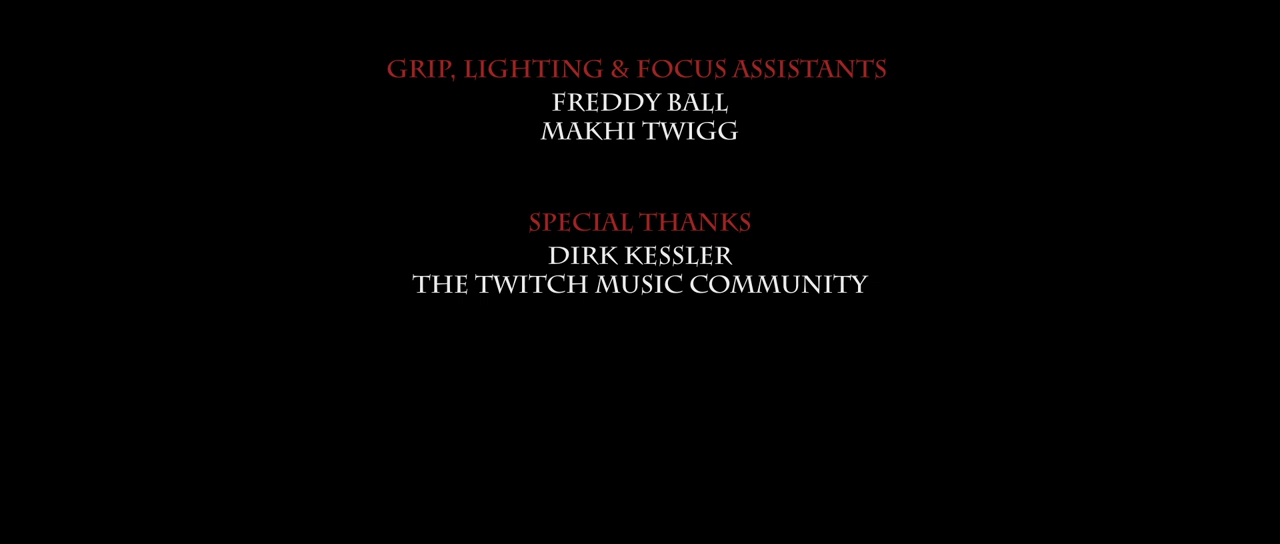 GRIP, LIGHTING & FOCUS ASSISTANTS
FREDDY BALL
MAKHI TWIGG
SPECIAL THANKS
DIRK KESSLER
THE TWITCH MUSIC COMMUNITY